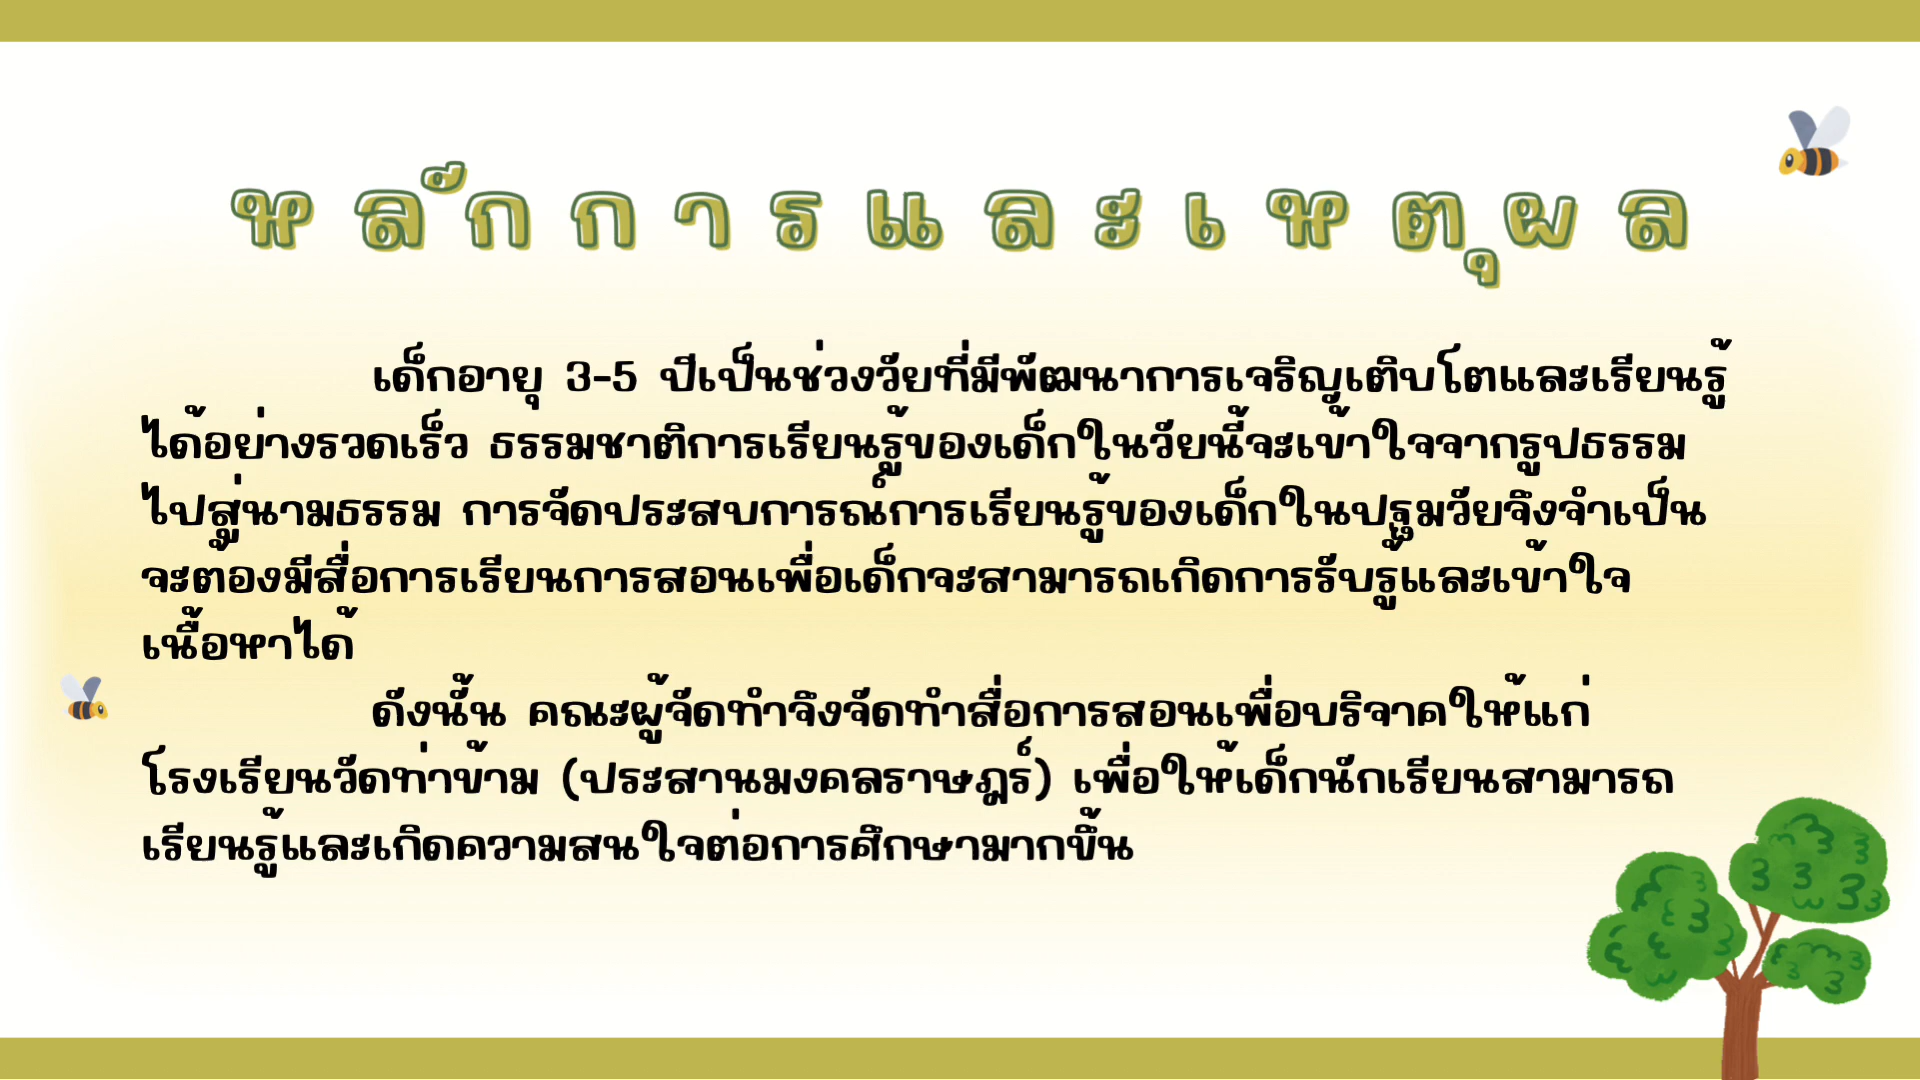 หลักการและเหตุผล
เด็กอายุ 3-5 ปีเป็นช่วงวัยที่มีพัฒนาการเจริญเติบโตและเรียนรู้
ได้อย่างรวดเร็ว ธรรมชาติการเรียนรู้ของเด็กในวัยนี้จะเข้าใจจากรูปธรรม
ไปสู่นามธรรม การจัดประสบการณ์การเรียนรู้ของเด็กในปฐมวัยจึงจำเป็น
จะต้องมีสื่อการเรียนการสอนเพื่อเด็กจะสามารถเกิดการรับรู้และเข้าใจ
เนื้อหาได้
ดังนั้น คณะผู้จัดทำจึงจัดทำสื่อการสอนเพื่อบริจาคให้แก่
โรงเรียนวัดท่าข้าม (ประสานมงคลราษฎร์) เพื่อให้เด็กนักเรียนสามารถ
เรียนรู้และเกิดความสนใจต่อการศึกษามากขึ้น